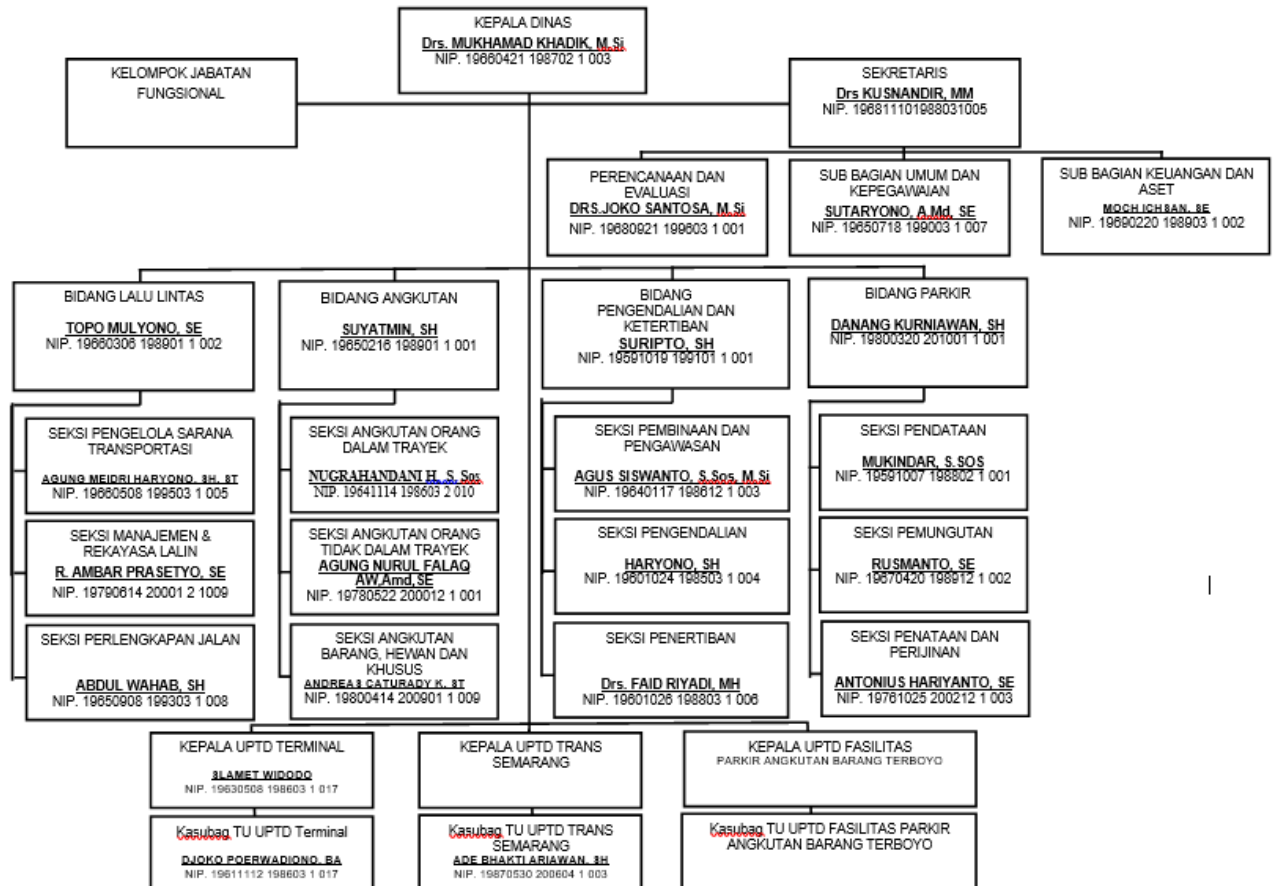 KEPALA DINAS
Drs. MUKHAMAD KHADIK, M.Si
NIP. 19660421 198702 1 003
KELOMPOK JABATAN
FUNGSIONAL
SEKRETARIS
Drs KUSNANDIR, MM
NIP. 196811101988031005
PERENCANAAN DAN
EVALUASI
DRS.JOKO SANTOSA, M.Si
NIP. 19680921 199603 1 001
SUB BAGIAN UMUM DAN
KEPEGAWAIAN
SUTARYONO, A.Md, SE
NIP. 19650718 199003 1 007
SUB BAGIAN KEUANGAN DAN
ASET
MOCH ICHSAN, SE
NIP. 19690220 198903 1 002
BIDANG LALU LINTAS
TOPO MULYONO, SE
NIP. 19660306 198901 1 002
BIDANG ANGKUTAN
SUYATMIN, SH
NIP. 19650216 198901 1 001
BIDANG
PENGENDALIAN DAN
KETERTIBAN
SURIPTO, SH
NIP. 19591019 199101 1 001
BIDANG PARKIR
DANANG KURNIAWAN, SH
NIP. 19800320 201001 1 001
SEKSI PENGELOLA SARANA
TRANSPORTASI
AGUNG MEIDRI HARYONO, SH, ST
NIP. 19660508 199503 1 005
SEKSI ANGKUTAN ORANG
DALAM TRAYEK
NUGRAHANDANI H., S, Sos
NIP. 19641114 198603 2 010
SEKSI PEMBINAAN DAN
PENGAWASAN
AGUS SISWANTO, S.Sos, M.Si
NIP. 19640117 198612 1 003
SEKSI PENDATAAN
MUKINDAR, S.SOS
NIP. 19591007 198802 1 001
SEKSI MANAJEMEN &
REKAYASA LALIN
R. AMBAR PRASETYO, SE
NIP. 19790614 20001 2 1009
SEKSI ANGKUTAN ORANG
TIDAK DALAM TRAYEK
AGUNG NURUL FALAQ
AW,Amd,SE
NIP. 19780522 200012 1 001
SEKSI PENGENDALIAN
HARYONO, SH
NIP. 19601024 198503 1 004
SEKSI PEMUNGUTAN
RUSMANTO, SE
NIP. 19670420 198912 1 002
SEKSI PERLENGKAPAN JALAN
ABDUL WAHAB, SH
NIP. 19650908 199303 1 008
SEKSI ANGKUTAN
BARANG, HEWAN DAN
KHUSUS
ANDREAS CATURADY K, ST
NIP. 19800414 200901 1 009
SEKSI PENERTIBAN
Drs. FAID RIYADI, MH
NIP. 19601026 198803 1 006
SEKSI PENATAAN DAN
PERIJINAN
ANTONIUS HARIYANTO, SE
NIP. 19761025 200212 1 003
KEPALA UPTD TERMINAL
SLAMET WIDODO
NIP. 19630508 198603 1 017
KEPALA UPTD TRANS
SEMARANG
KEPALA UPTD FASILITAS
PARKIR ANGKUTAN BARANG TERBOYO
Kasubag TU UPTD Terminal
DJOKO POERWADIONO, BA
NIP. 19611112 198603 1 017
Kasubag TU UPTD TRANS
SEMARANG
ADE BHAKTI ARIAWAN, SH
NIP. 19870530 200604 1 003
Kasubag TU UPTD FASILITAS PARKIR
ANGKUTAN BARANG TERBOYO